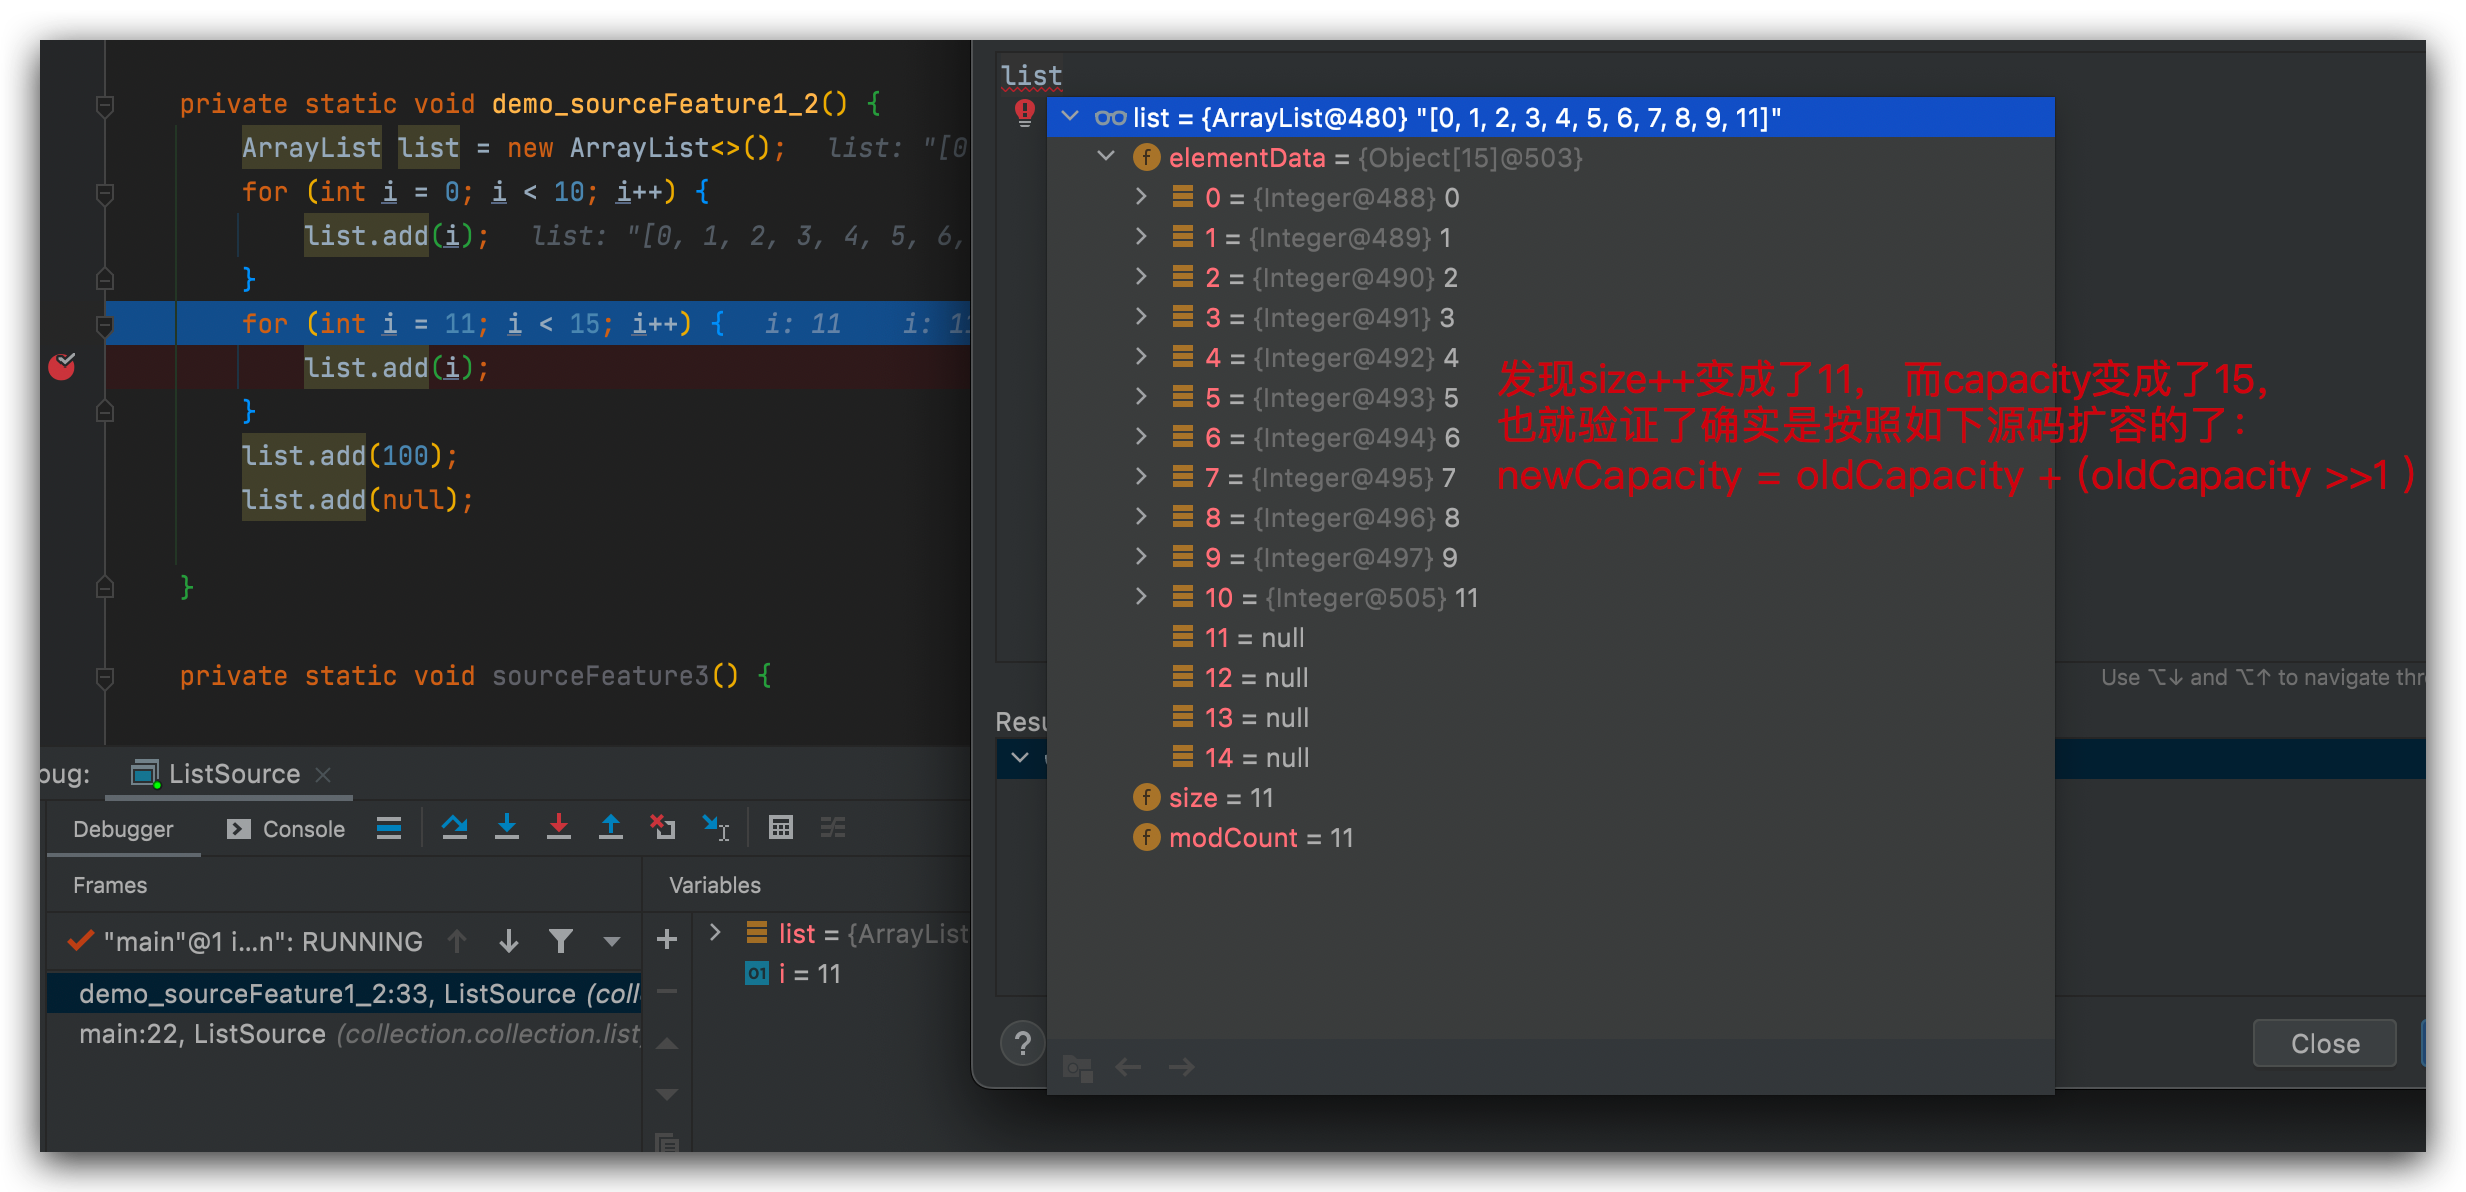 private static void demo_sourceFeature1_2() {
ArrayList list = new ArrayList<>(); list: "[0
for (int i = 0; i < 10; i++) {
list.add(i); list: "[0, 1, 2, 3, 4, 5, 6,
}
for (int i = 11; i < 15; i++) { i: 11 i: 11
list.add(i);
}
list.add(100);
list.add(null);
}
private static void sourceFeature3() {
list
list = {ArrayList@480} "[0, 1, 2, 3, 4, 5, 6, 7, 8, 9, 11]"
f elementData = {Object[15]@503}
0 = {Integer@488} 0
1 = {Integer@489} 1
2 = {Integer@490} 2
3 = {Integer@491} 3
4 = {Integer@492} 4
5 = {Integer@493} 5
6 = {Integer@494} 6
7 = {Integer@495} 7
8 = {Integer@496} 8
9 = {Integer@497} 9
10 = {Integer@505} 11
11 = null
12 = null
13 = null
14 = null
f size = 11
f modCount = 11
发现size++变成了11， 而capacity变成了15，
也就验证了确实是按照如下源码扩容的了：
newCapacity = oldCapacity + (oldCapacity >>1 )
Use ⌥↓ and ⌥↑ to navigate thr
Resu
? Close
bug: ListSource ×
Debugger Console
Frames Variables
"main"@1 i...n": RUNNING
demo_sourceFeature1_2:33, ListSource (coll
main:22, ListSource (collection.collection.list
list = {ArrayList
01 i = 11